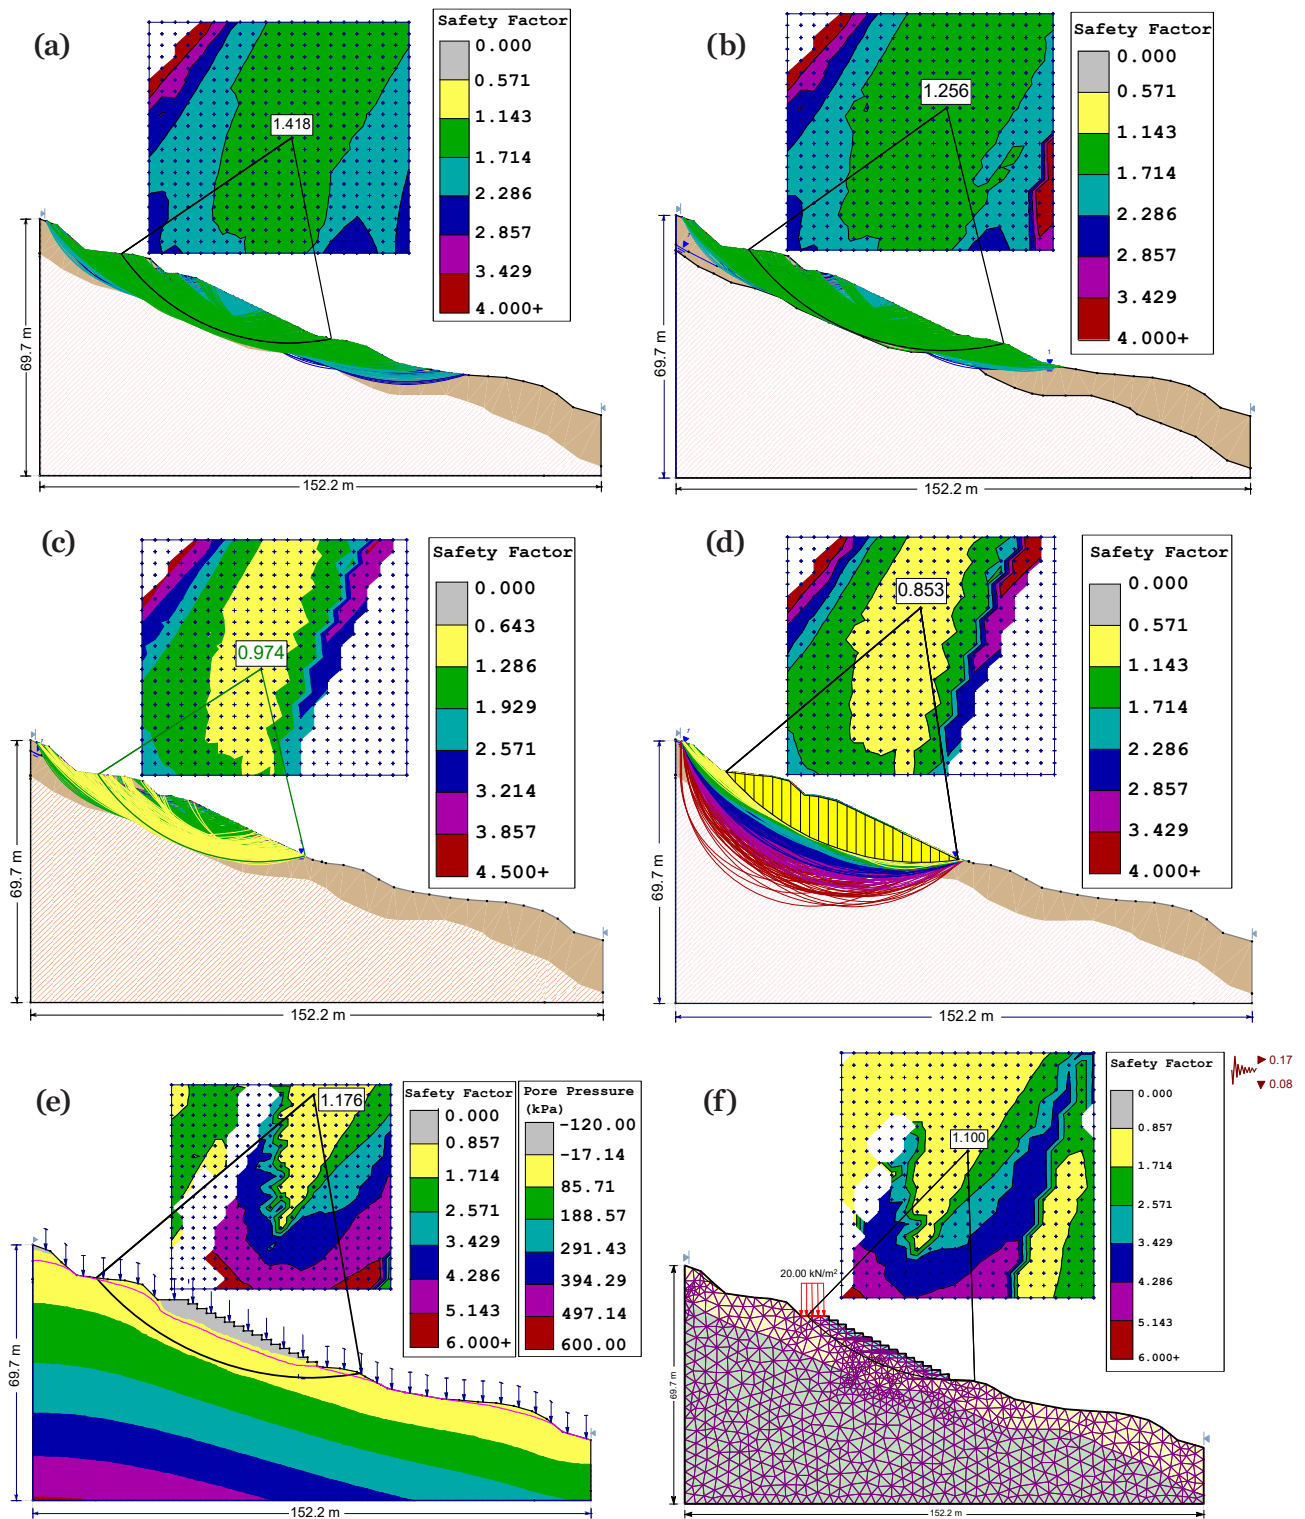 (a)
Safety Factor
0.000
0.571
1.143
1.714
2.286
2.857
3.429
4.000+
1.418
69.7 m
152.2 m
(b)
Safety Factor
0.000
0.571
1.143
1.714
2.286
2.857
3.429
4.000+
1.256
69.7 m
152.2 m
(c)
Safety Factor
0.000
0.643
1.286
1.929
2.571
3.214
3.857
4.500+
0.974
69.7 m
152.2 m
(d)
Safety Factor
0.000
0.571
1.143
1.714
2.286
2.857
3.429
4.000+
0.853
69.7 m
152.2 m
(e)
1.176
Safety Factor
0.000
0.857
1.714
2.571
3.429
4.286
5.143
6.000+
Pore Pressure
(kPa)
-120.00
-17.14
85.71
188.57
291.43
394.29
497.14
600.00
69.7 m
152.2 m
(f)
1.100
Safety Factor
0.000
0.857
1.714
2.571
3.429
4.286
5.143
6.000+
0.17
0.08
20.00 kN/m²
69.7 m
152.2 m